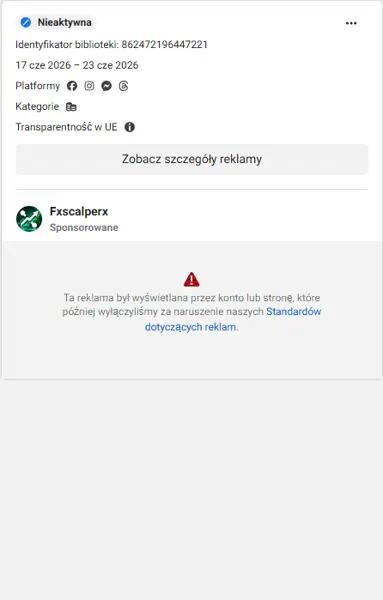 Nieaktywna
Identyfikator biblioteki: 862472196447221
17 cze 2026 – 23 cze 2026
Platformy
Kategorie
Transparentność w UE
Zobacz szczegóły reklamy
Fxscalperx
Sponsorowane
Ta reklama był wyświetlana przez konto lub stronę, które
później wyłączyliśmy za naruszenie naszych Standardów
dotyczących reklam.